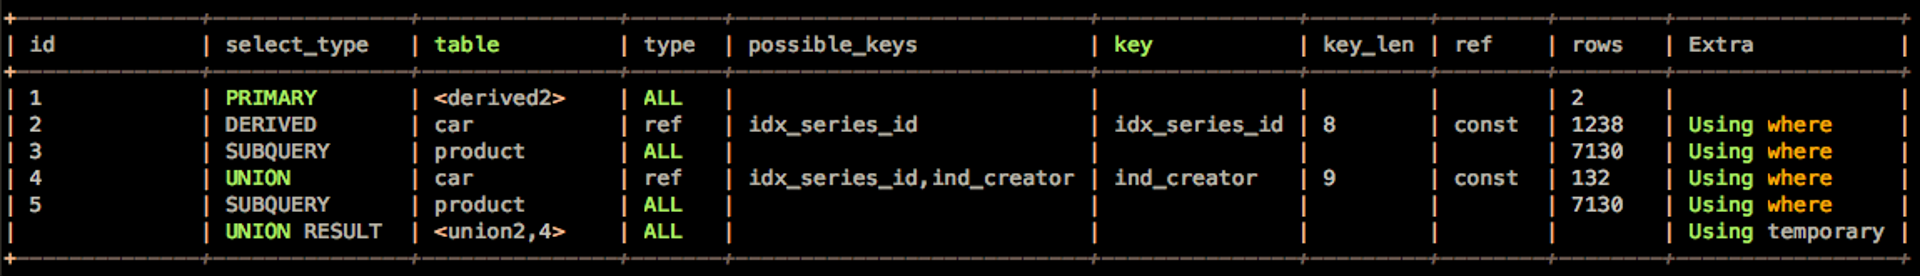 | id | select_type | table | type | possible_keys | key | key_len | ref | rows | Extra |
| 1 | PRIMARY | <derived2> | ALL | | | | | 2 | |
| 2 | DERIVED | car | ref | idx_series_id | idx_series_id | 8 | const | 1238 | Using where |
| 3 | SUBQUERY | product | ALL | | | | | 7130 | Using where |
| 4 | UNION | car | ref | idx_series_id,ind_creator | ind_creator | 9 | const | 132 | Using where |
| 5 | SUBQUERY | product | ALL | | | | | 7130 | Using where |
| | UNION RESULT | <union2,4> | ALL | | | | | | Using temporary |